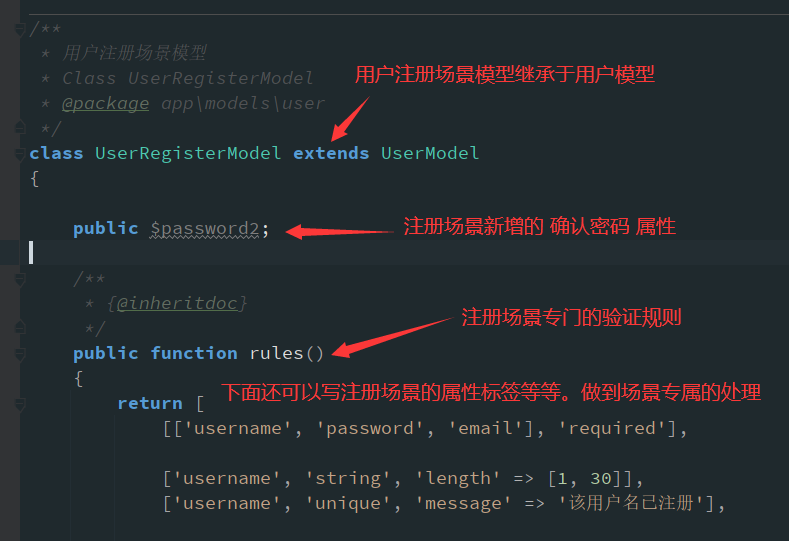 /**
* 用户注册场景模型
* Class UserRegisterModel
用户注册场景模型继承于用户模型
* @package app\models\user
*/
class UserRegisterModel extends UserModel
{
public $password2;
注册场景新增的 确认密码 属性
/**
* {@inheritdoc}
*/
注册场景专门的验证规则
public function rules()
{
下面还可以写注册场景的属性标签等等。做到场景专属的处理
return [
[['username', 'password', 'email'], 'required'],
['username', 'string', 'length' => [1, 30]],
['username', 'unique', 'message' => '该用户名已注册'],